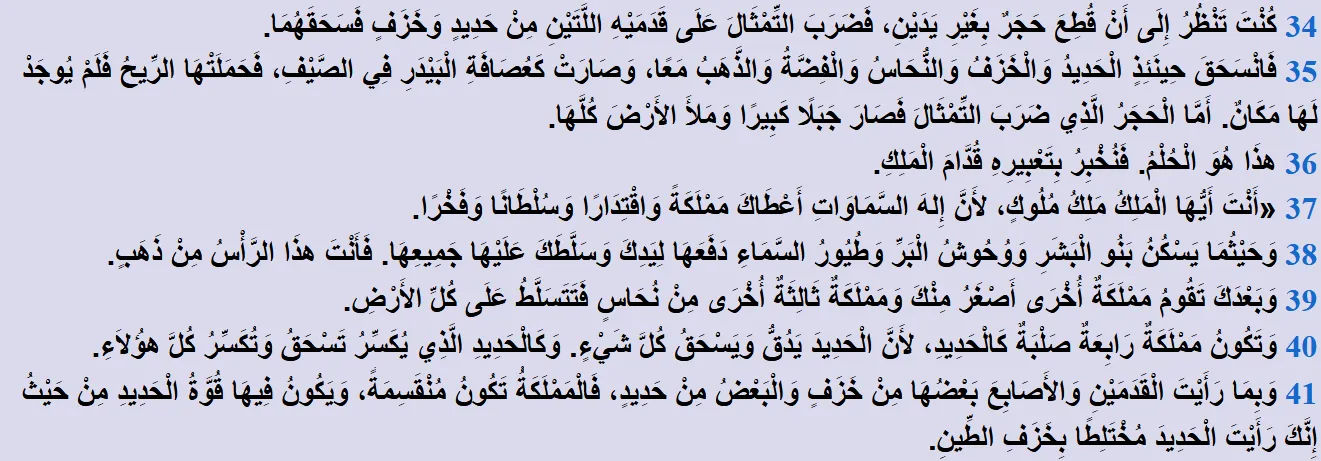 34 كُنْتَ تَنْظُرُ إِلَى أَنْ قُطِعَ حَجَرٌ بِغَيْرِ يَدَيْنِ، فَضَرَبَ التِّمْثَالَ عَلَى قَدَمَيْهِ اللَّتَيْنِ مِنْ حَدِيدٍ وَخَزَفٍ فَسَحَقَهُمَا.
35 فَانْسَحَقَ حِينَئِذٍ الْحَدِيدُ وَالْخَزَفُ وَالنُّحَاسُ وَالْفِضَّةُ وَالذَّهَبُ مَعًا، وَصَارَتْ كَعُصَافَةِ الْبَيْدَرِ فِي الصَّيْفِ، فَحَمَلَتْهَا الرِّيحُ فَلَمْ يُوجَدْ
لَهَا مَكَانٌ. أَمَّا الْحَجَرُ الَّذِي ضَرَبَ التِّمْثَالَ فَصَارَ جَبَلًا كَبِيرًا وَمَلأَ الأَرْضَ كُلَّهَا.
36 هذَا هُوَ الْحُلْمُ. فَنُخْبِرُ بِتَعْبِيرِهِ قُدَّامَ الْمَلِكِ.
37 «أَنْتَ أَيُّهَا الْمَلِكُ مَلِكُ مُلُوكٍ، لأَنَّ إِلهَ السَّمَاوَاتِ أَعْطَاكَ مَمْلَكَةً وَاقْتِدَارًا وَسُلْطَانًا وَفَخْرًا.
38 وَحَيْثُمَا يَسْكُنُ بَنُو الْبَشَرِ وَوُحُوشُ الْبَرِّ وَطُيُورُ السَّمَاءِ دَفَعَهَا لِيَدِكَ وَسَلَّطَكَ عَلَيْهَا جَمِيعِهَا. فَأَنْتَ هذَا الرَّأْسُ مِنْ ذَهَبٍ.
39 وَبَعْدَكَ تَقُومُ مَمْلَكَةٌ أُخْرَى أَصْغَرُ مِنْكَ وَمَمْلَكَةٌ ثَالِثَةٌ أُخْرَى مِنْ نُحَاسٍ فَتَتَسَلَّطُ عَلَى كُلِّ الأَرْضِ.
40 وَتَكُونُ مَمْلَكَةٌ رَابِعَةٌ صَلْبَةٌ كَالْحَدِيدِ، لأَنَّ الْحَدِيدَ يَدُقُّ وَيَسْحَقُ كُلَّ شَيْءٍ. وَكَالْحَدِيدِ الَّذِي يُكَسِّرُ تَسْحَقُ وَتُكَسِّرُ كُلَّ هؤُلاَءِ.
41 وَبِمَا رَأَيْتَ الْقَدَمَيْنِ وَالأَصَابِعَ بَعْضُهَا مِنْ خَزَفٍ وَالْبَعْضُ مِنْ حَدِيدٍ، فَالْمَمْلَكَةُ تَكُونُ مُنْقَسِمَةً، وَيَكُونُ فِيهَا قُوَّةُ الْحَدِيدِ مِنْ حَيْثُ
إِنَّكَ رَأَيْتَ الْحَدِيدَ مُخْتَلِطًا بِخَزَفِ الطِّينِ.